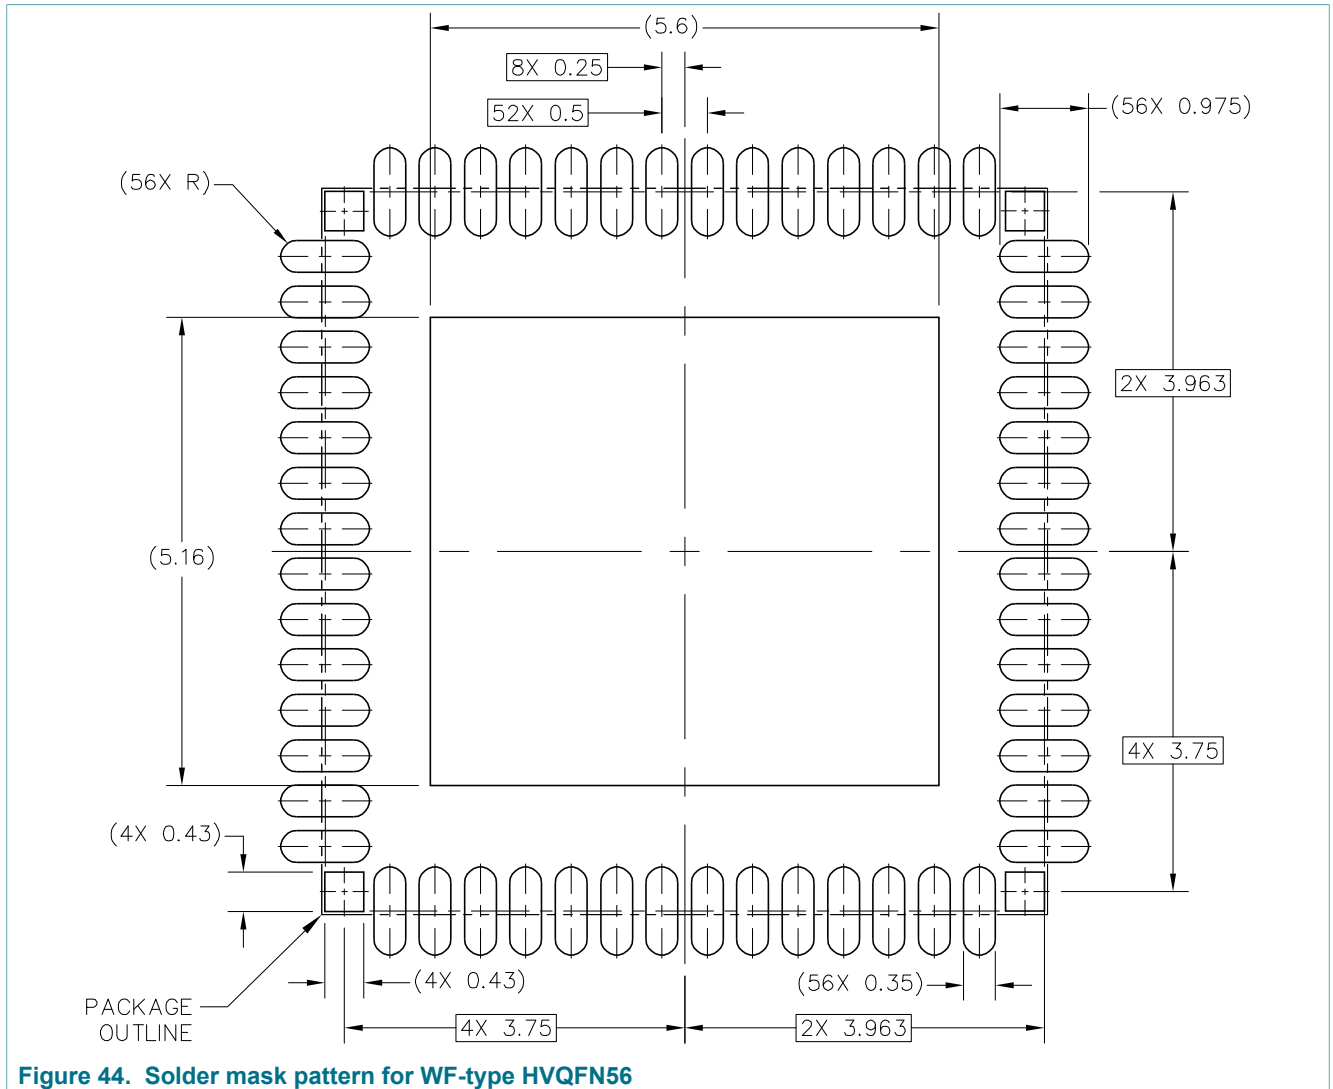 (5.6)
8X 0.25
52X 0.5
(56X 0.975)
(56X R)
2X 3.963
(5.16)
4X 3.75
(4X 0.43)
(4X 0.43)
(56X 0.35)
PACKAGE
OUTLINE
4X 3.75
2X 3.963
Figure 44. Solder mask pattern for WF-type HVQFN56